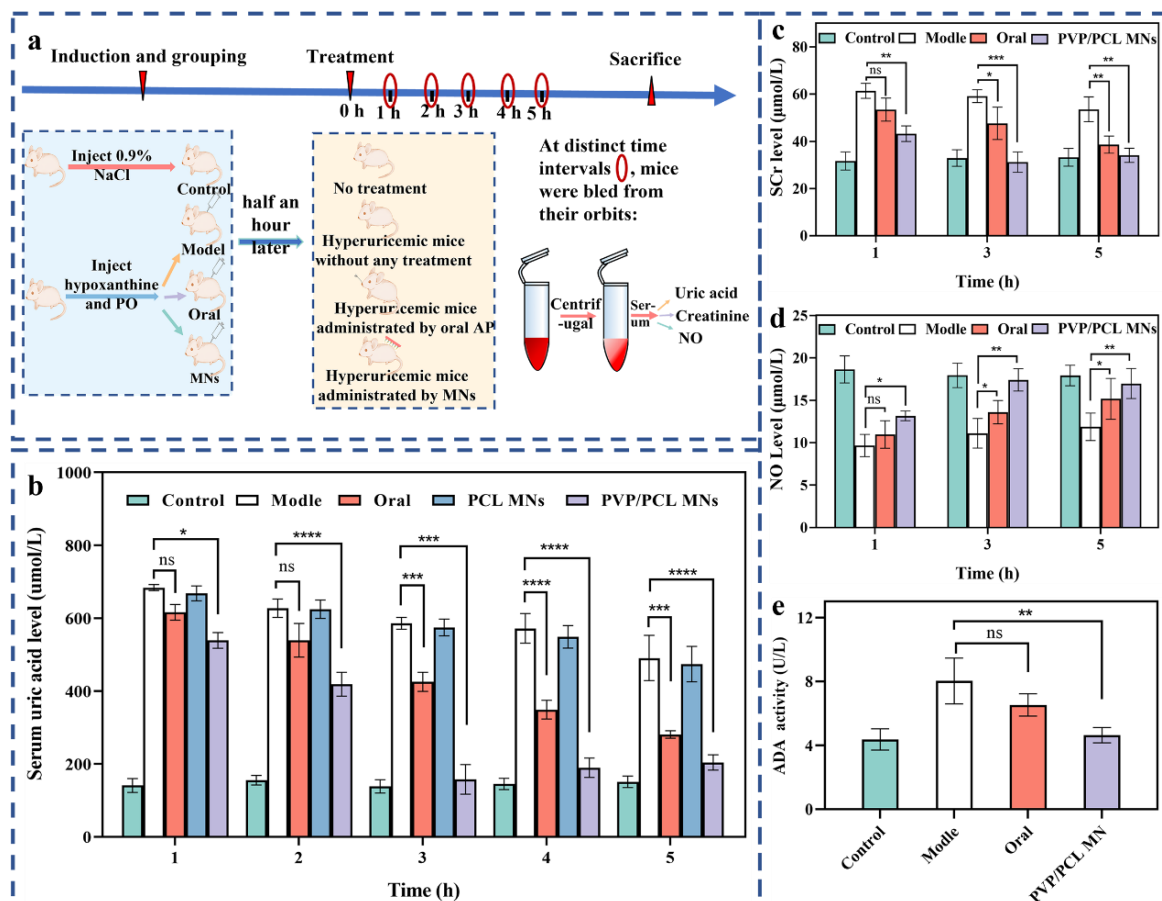 a
Induction and grouping
Treatment
Sacrifice
0 h
1 h
2 h
3 h
4 h
5 h
Inject 0.9%
NaCl
Control
Model
Inject
hypoxanthine
and PO
Oral
MNs
half an
hour
later
No treatment
Hyperuricemic mice
without any treatment
Hyperuricemic mice
administrated by oral AP
Hyperuricemic mice
administrated by MNs
At distinct time
intervals , mice
were bled from
their orbits:
Centrif
-ugal
Ser-
um
Uric acid
Creatinine
NO
b
Control Modle Oral PCL MNs PVP/PCL MNs
Serum uric acid level (umol/L)
1000
800
600
400
200
0
* ns
**** ns
*** ***
**** ****
**** ***
1 2 3 4 5
Time (h)
c
Control Modle Oral PVP/PCL MNs
SCr level (μmol/L)
80
60
40
20
0
** ns
*** *
** **
1 3 5
Time (h)
d
Control Modle Oral PVP/PCL MNs
NO Level (μmol/L)
25
20
15
10
5
0
* ns
** *
** *
1 3 5
Time (h)
e
ADA activity (U/L)
12
8
4
0
**
ns
Control Modle Oral PVP/PCL MN